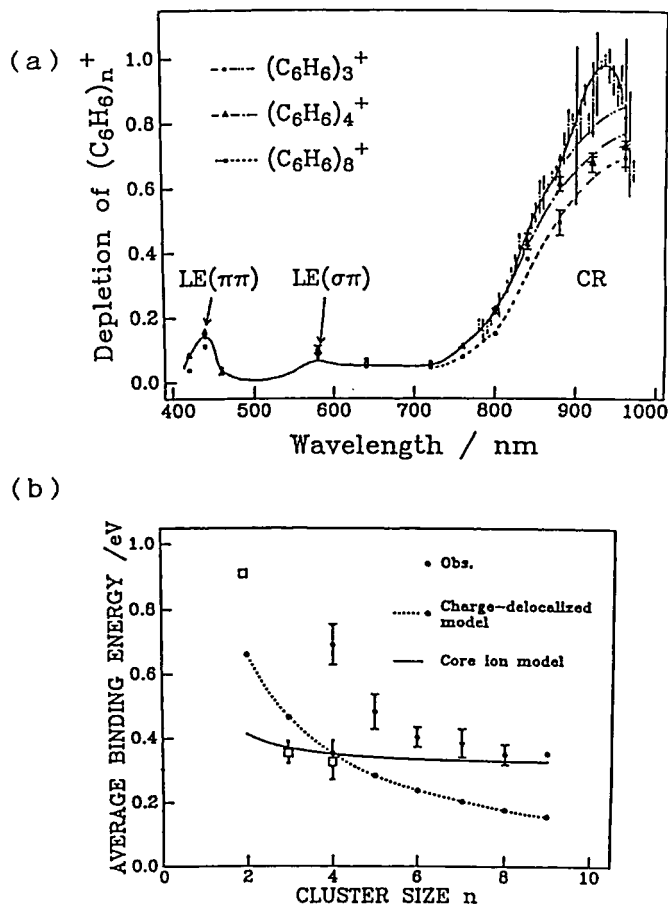 (a)
Depletion of (C₆H₆)ₙ⁺
1.0
0.8
0.6
0.4
0.2
0.0
(C₆H₆)₃⁺
(C₆H₆)₄⁺
(C₆H₆)₈⁺
LE(ππ)
LE(σπ)
CR
400 500 600 700 800 900 1000
Wavelength / nm
(b)
AVERAGE BINDING ENERGY /eV
1.0
0.8
0.6
0.4
0.2
0.0
Obs.
Charge-delocalized
model
Core ion model
0 2 4 6 8 10
CLUSTER SIZE n